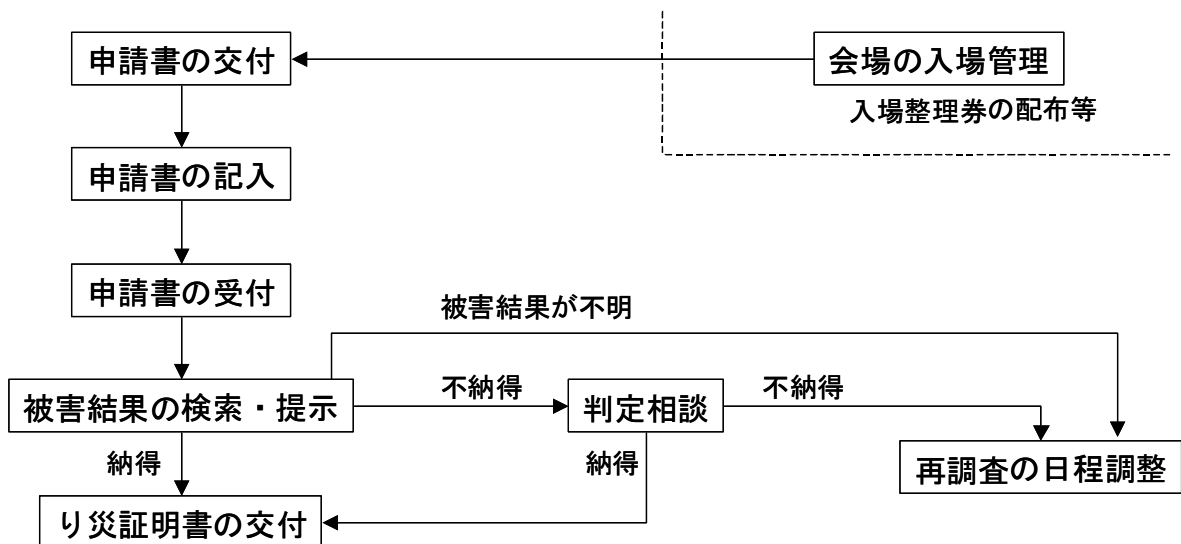 申請書の交付
会場の入場管理
入場整理券の配布等
申請書の記入
申請書の受付
被害結果が不明
被害結果の検索・提示
不納得
判定相談
不納得
納得
納得
再調査の日程調整
り災証明書の交付